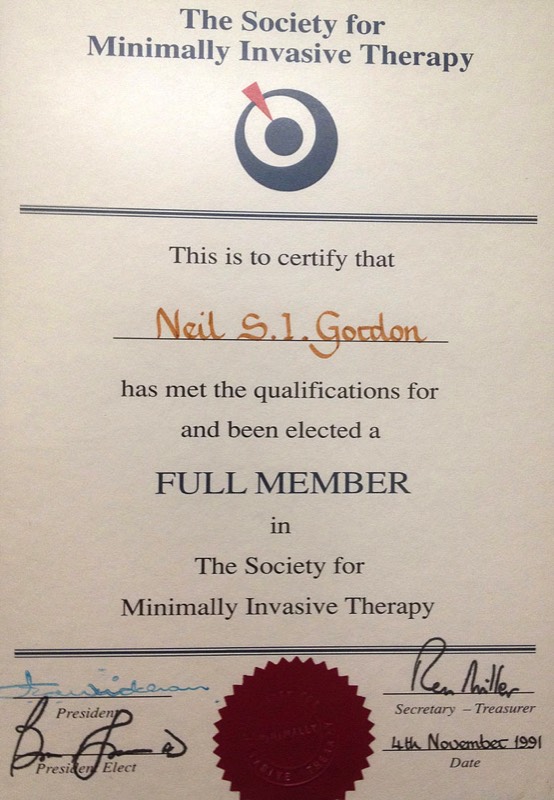 The Society for
Minimally Invasive Therapy
This is to certify that
Neil S.I. Gordon
has met the qualifications for
and been elected a
FULL MEMBER
in
The Society for
Minimally Invasive Therapy
President
President Elect
Ren Miller
Secretary – Treasurer
4th November 1991
Date